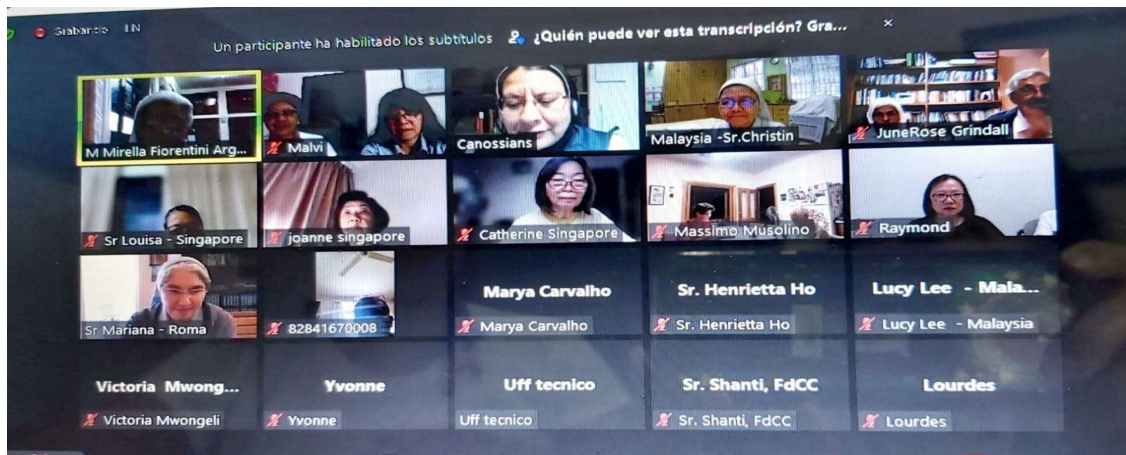 Grabando
Un participante ha habilitado los subtítulos
¿Quién puede ver esta transcripción? Gra...
M Mirella Fiorentini Arg...
Malvi
Canossians
Malaysia -Sr.Christin
JuneRose Grindall
Sr Louisa - Singapore
joanne singapore
Catherine Singapore
Massimo Musolino
Raymond
Sr Mariana - Roma
82841670008
Marya Carvalho
Marya Carvalho
Sr. Henrietta Ho
Sr. Henrietta Ho
Lucy Lee - Mala...
Lucy Lee - Malaysia
Victoria Mwong...
Victoria Mwongeli
Yvonne
Yvonne
Uff tecnico
Uff tecnico
Sr. Shanti, FdCC
Sr. Shanti, FdCC
Lourdes
Lourdes